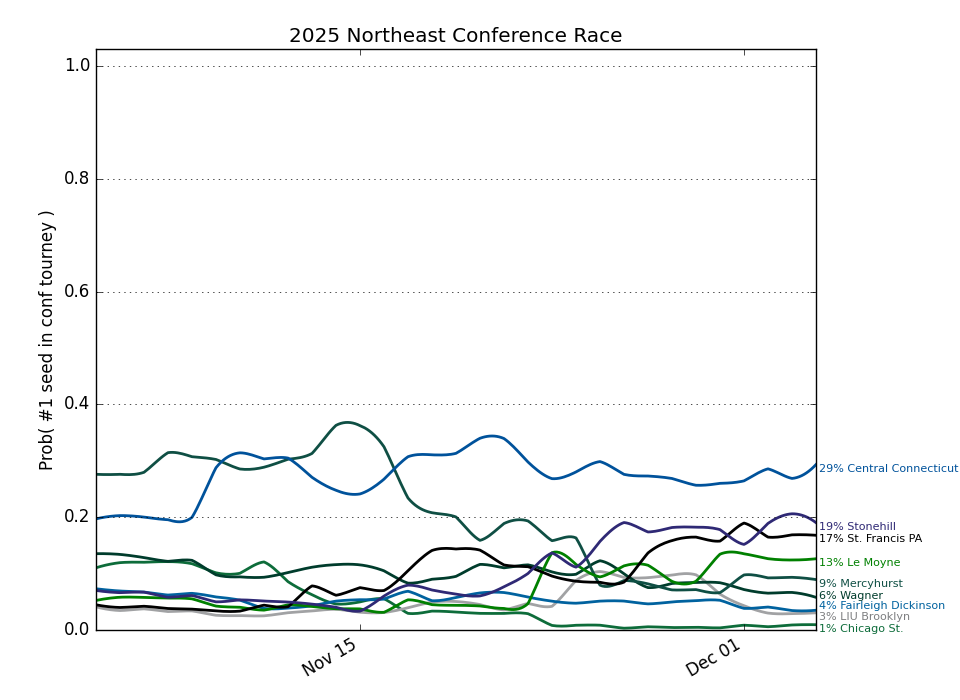 2025 Northeast Conference Race
Prob( #1 seed in conf tourney )
1.0
0.8
0.6
0.4
0.2
0.0
Nov 15
Dec 01
29% Central Connecticut
19% Stonehill
17% St. Francis PA
13% Le Moyne
9% Mercyhurst
6% Wagner
4% Fairleigh Dickinson
3% LIU Brooklyn
1% Chicago St.